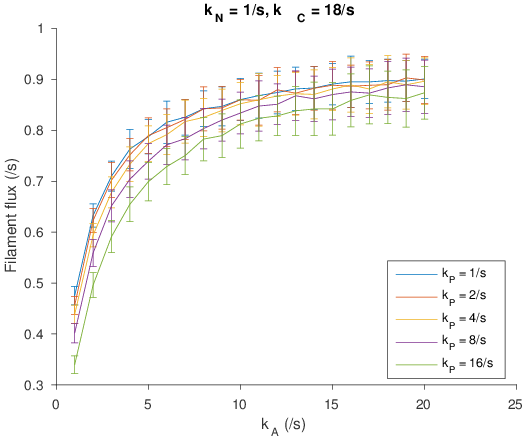 k_N = 1/s, k_C = 18/s
1
0.9
0.8
0.7
0.6
0.5
0.4
0.3
Filament flux (/s)
0 5 10 15 20 25
k_A (/s)
k_P = 1/s
k_P = 2/s
k_P = 4/s
k_P = 8/s
k_P = 16/s